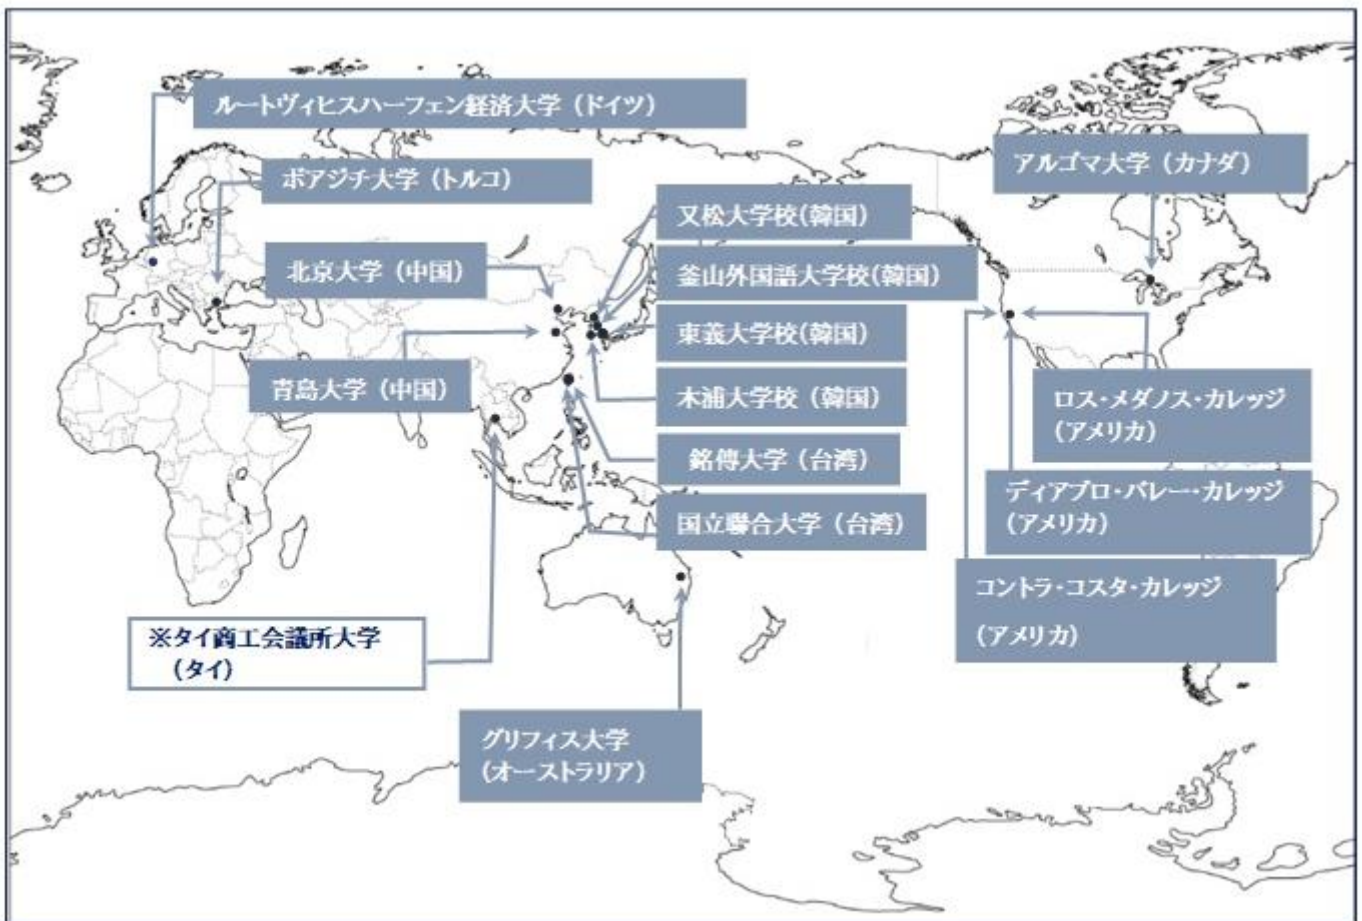 ルートヴィヒスハーフェン経済大学（ドイツ）
ボアジチ大学（トルコ）
アルゴマ大学（カナダ）
又松大学校(韓国)
北京大学（中国）
釜山外国語大学校(韓国)
東義大学校(韓国)
青島大学（中国）
木浦大学校（韓国）
ロス・メダノス・カレッジ
(アメリカ)
銘傳大学（台湾）
ディアブロ・バレー・カレッジ
(アメリカ)
国立聯合大学（台湾）
コントラ・コスタ・カレッジ
(アメリカ)
※タイ商工会議所大学
（タイ）
グリフィス大学
(オーストラリア)